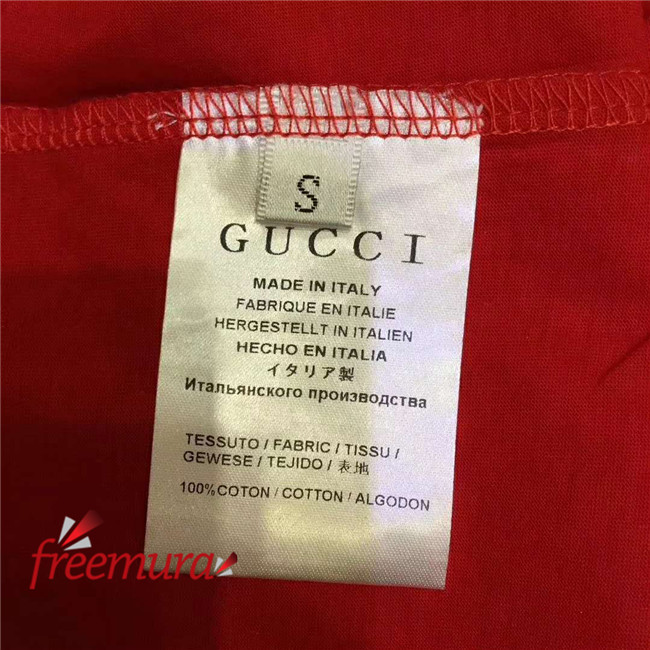 S
GUCCI
MADE IN ITALY
FABRIQUE EN ITALIE
HERGESTELLT IN ITALIEN
HECHO EN ITALIA
イタリア製
Итальянского производства
TESSUTO / FABRIC / TISSU /
GEWESE / TEJIDO / 表地
100% COTON / COTTON / ALGODON
freemura